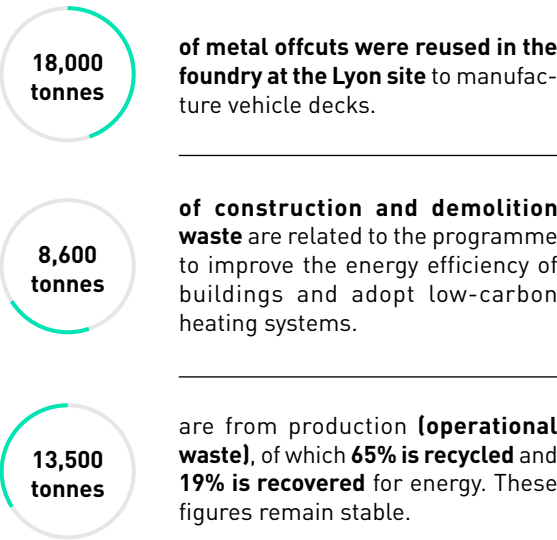 18,000
tonnes
of metal offcuts were reused in the
foundry at the Lyon site to manufac-
ture vehicle decks.
8,600
tonnes
of construction and demolition
waste are related to the programme
to improve the energy efficiency of
buildings and adopt low-carbon
heating systems.
13,500
tonnes
are from production (operational
waste), of which 65% is recycled and
19% is recovered for energy. These
figures remain stable.